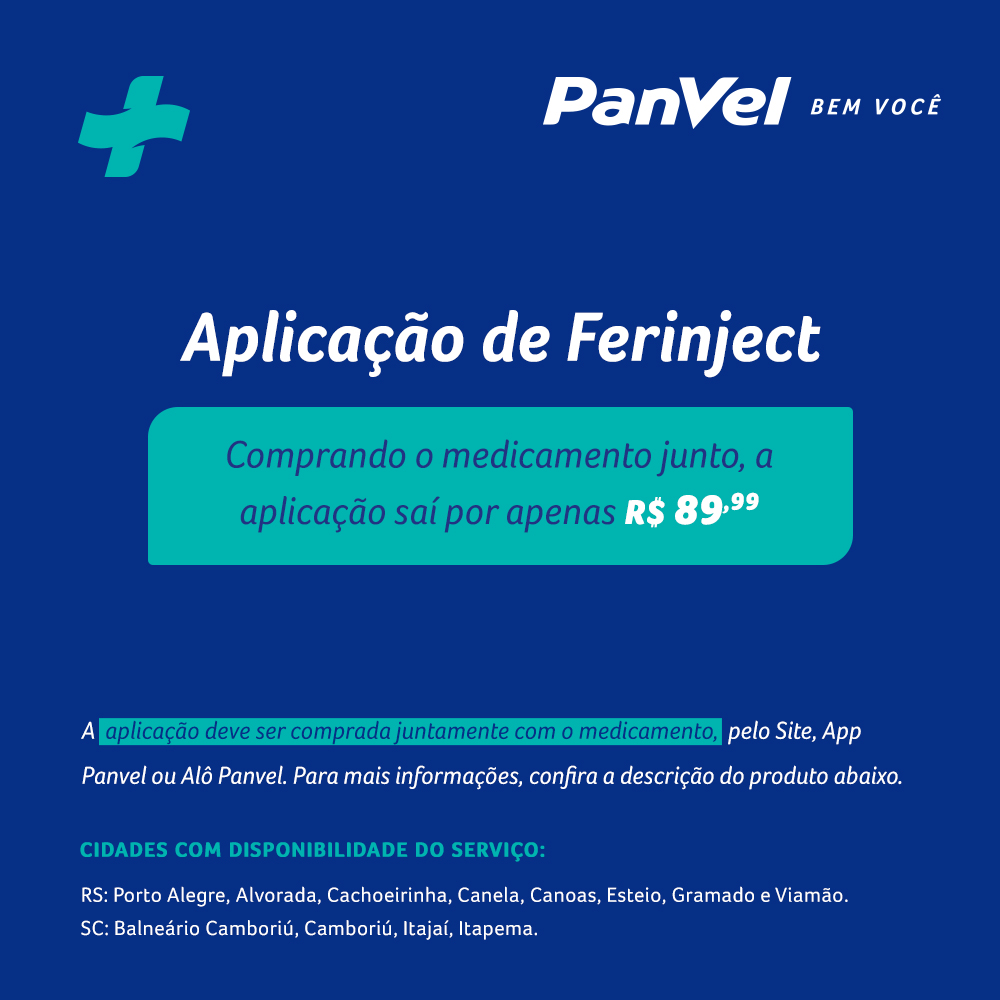 PanVel BEM VOCÊ
Aplicação de Ferinject
Comprando o medicamento junto, a
aplicação saí por apenas R$ 89,99
A aplicação deve ser comprada juntamente com o medicamento, pelo Site, App
Panvel ou Alô Panvel. Para mais informações, confira a descrição do produto abaixo.
CIDADES COM DISPONIBILIDADE DO SERVIÇO:
RS: Porto Alegre, Alvorada, Cachoeirinha, Canela, Canoas, Esteio, Gramado e Viamão.
SC: Balneário Camboriú, Camboriú, Itajaí, Itapema.